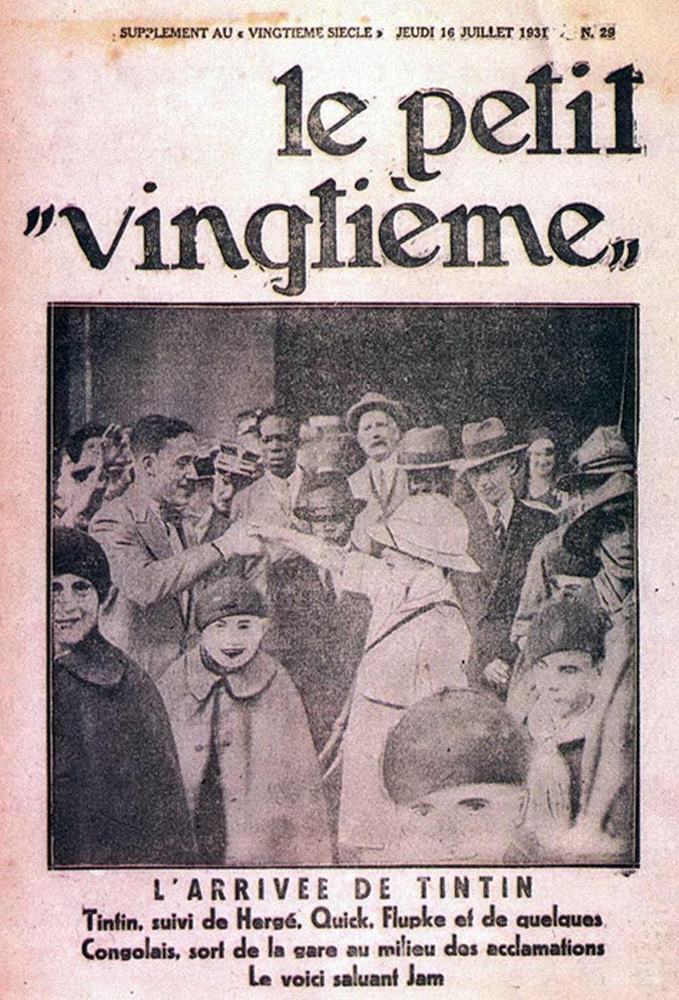 SUPPLEMENT AU « VINGTIEME SIECLE » JEUDI 16 JUILLET 1931 N. 29
le petit
"vingtième„
L'ARRIVEE DE TINTIN
Tintin, suivi de Hergé, Quick, Flupke et de quelques
Congolais, sort de la gare au milieu des acclamations
Le voici saluant Jam